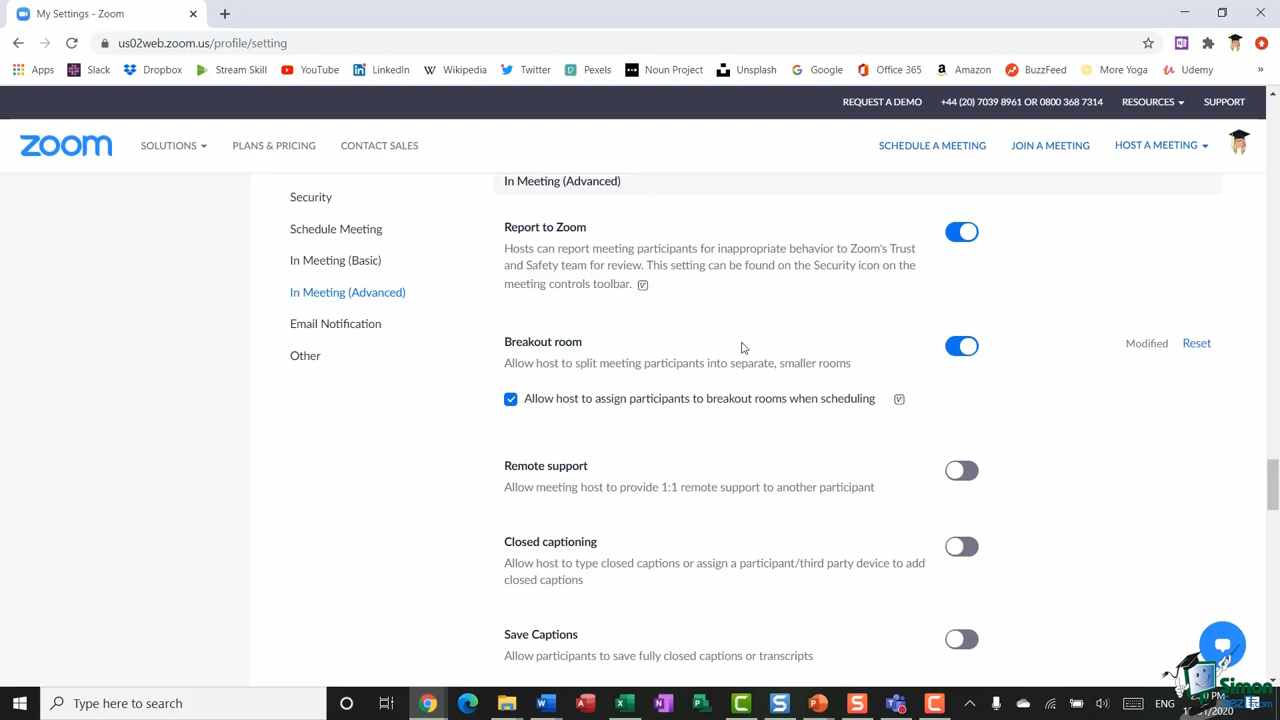 My Settings - Zoom
us02web.zoom.us/profile/setting
Apps Slack Dropbox Stream Skill YouTube LinkedIn Wikipedia Twitter Pexels Noun Project Unsplash Google Office 365 Amazon BuzzFeed More Yoga Udemy »
REQUEST A DEMO +44 (20) 7039 8961 OR 0800 368 7314 RESOURCES SUPPORT
zoom SOLUTIONS PLANS & PRICING CONTACT SALES SCHEDULE A MEETING JOIN A MEETING HOST A MEETING
In Meeting (Advanced)
Security
Schedule Meeting
In Meeting (Basic)
In Meeting (Advanced)
Email Notification
Other
Report to Zoom
Hosts can report meeting participants for inappropriate behavior to Zoom's Trust
and Safety team for review. This setting can be found on the Security icon on the
meeting controls toolbar.
Breakout room
Modified Reset
Allow host to split meeting participants into separate, smaller rooms
Allow host to assign participants to breakout rooms when scheduling
Remote support
Allow meeting host to provide 1:1 remote support to another participant
Closed captioning
Allow host to type closed captions or assign a participant/third party device to add
closed captions
Save Captions
Allow participants to save fully closed captions or transcripts
Type here to search
ENG
Simon